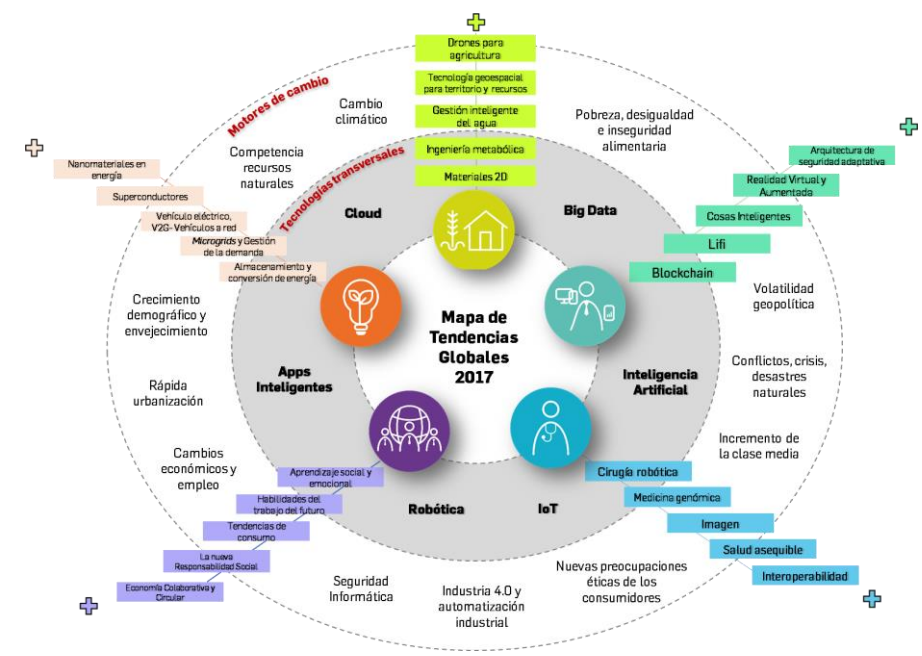 Drones para
agricultura
Tecnología geoespacial
para territorio y recursos
Gestión inteligente
del agua
Ingeniería metabólica
Materiales 2D
Motores de cambio
Tecnologías transversales
Cambio
climático
Competencia
recursos
naturales
Pobreza, desigualdad
e inseguridad
alimentaria
Nanomateriales en
energía
Superconductores
Vehículo eléctrico,
V2G- Vehículos a red
Microgrids y Gestión
de la demanda
Almacenamiento y
conversión de energía
Arquitectura de
seguridad adaptativa
Realidad Virtual y
Aumentada
Cosas Inteligentes
Lifi
Blockchain
Cloud
Big Data
Mapa de
Tendencias
Globales
2017
Crecimiento
demográfico y
envejecimiento
Volatilidad
geopolítica
Apps
Inteligentes
Inteligencia
Artificial
Rápida
urbanización
Conflictos, crisis,
desastres
naturales
Cambios
económicos y
empleo
Incremento de
la clase media
Aprendizaje social y
emocional
Habilidades del
trabajo del futuro
Tendencias de
consumo
La nueva
Responsabilidad Social
Economía Colaborativa y
Circular
Robótica
IoT
Cirugía robótica
Medicina genómica
Imagen
Salud asequible
Interoperabilidad
Seguridad
Informática
Industria 4.0 y
automatización
industrial
Nuevas preocupaciones
éticas de los
consumidores